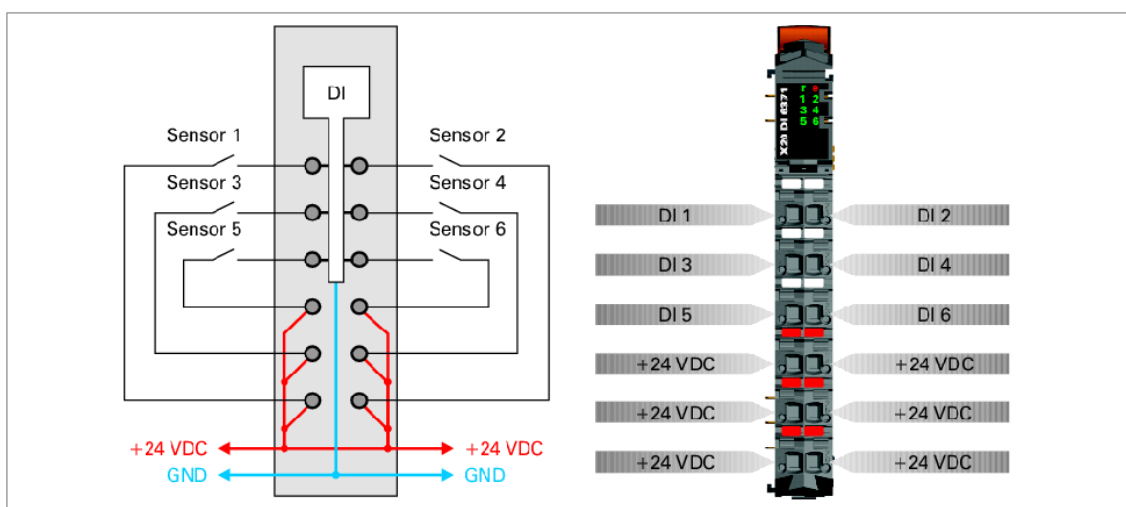 DI
Sensor 1
Sensor 2
Sensor 3
Sensor 4
Sensor 5
Sensor 6
+24 VDC
+24 VDC
GND
GND
X20 DI 6371
r e
1 2
3 4
5 6
DI 1
DI 2
DI 3
DI 4
DI 5
DI 6
+24 VDC
+24 VDC
+24 VDC
+24 VDC
+24 VDC
+24 VDC